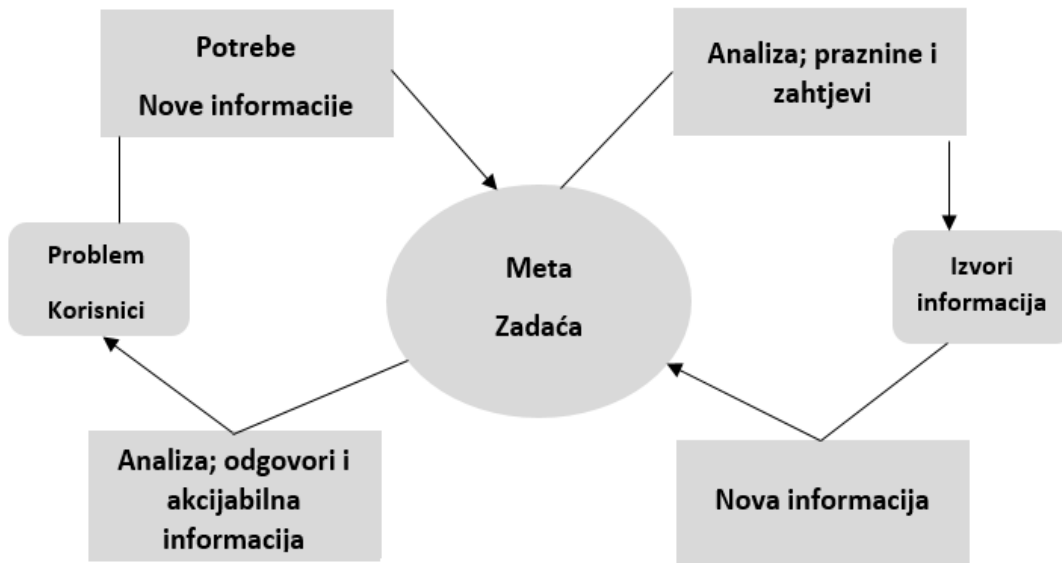 Potrebe
Nove informacije
Analiza; praznine i
zahtjevi
Problem
Korisnici
Meta
Zadaća
Izvori
informacija
Analiza; odgovori i
akcijabilna
informacija
Nova informacija